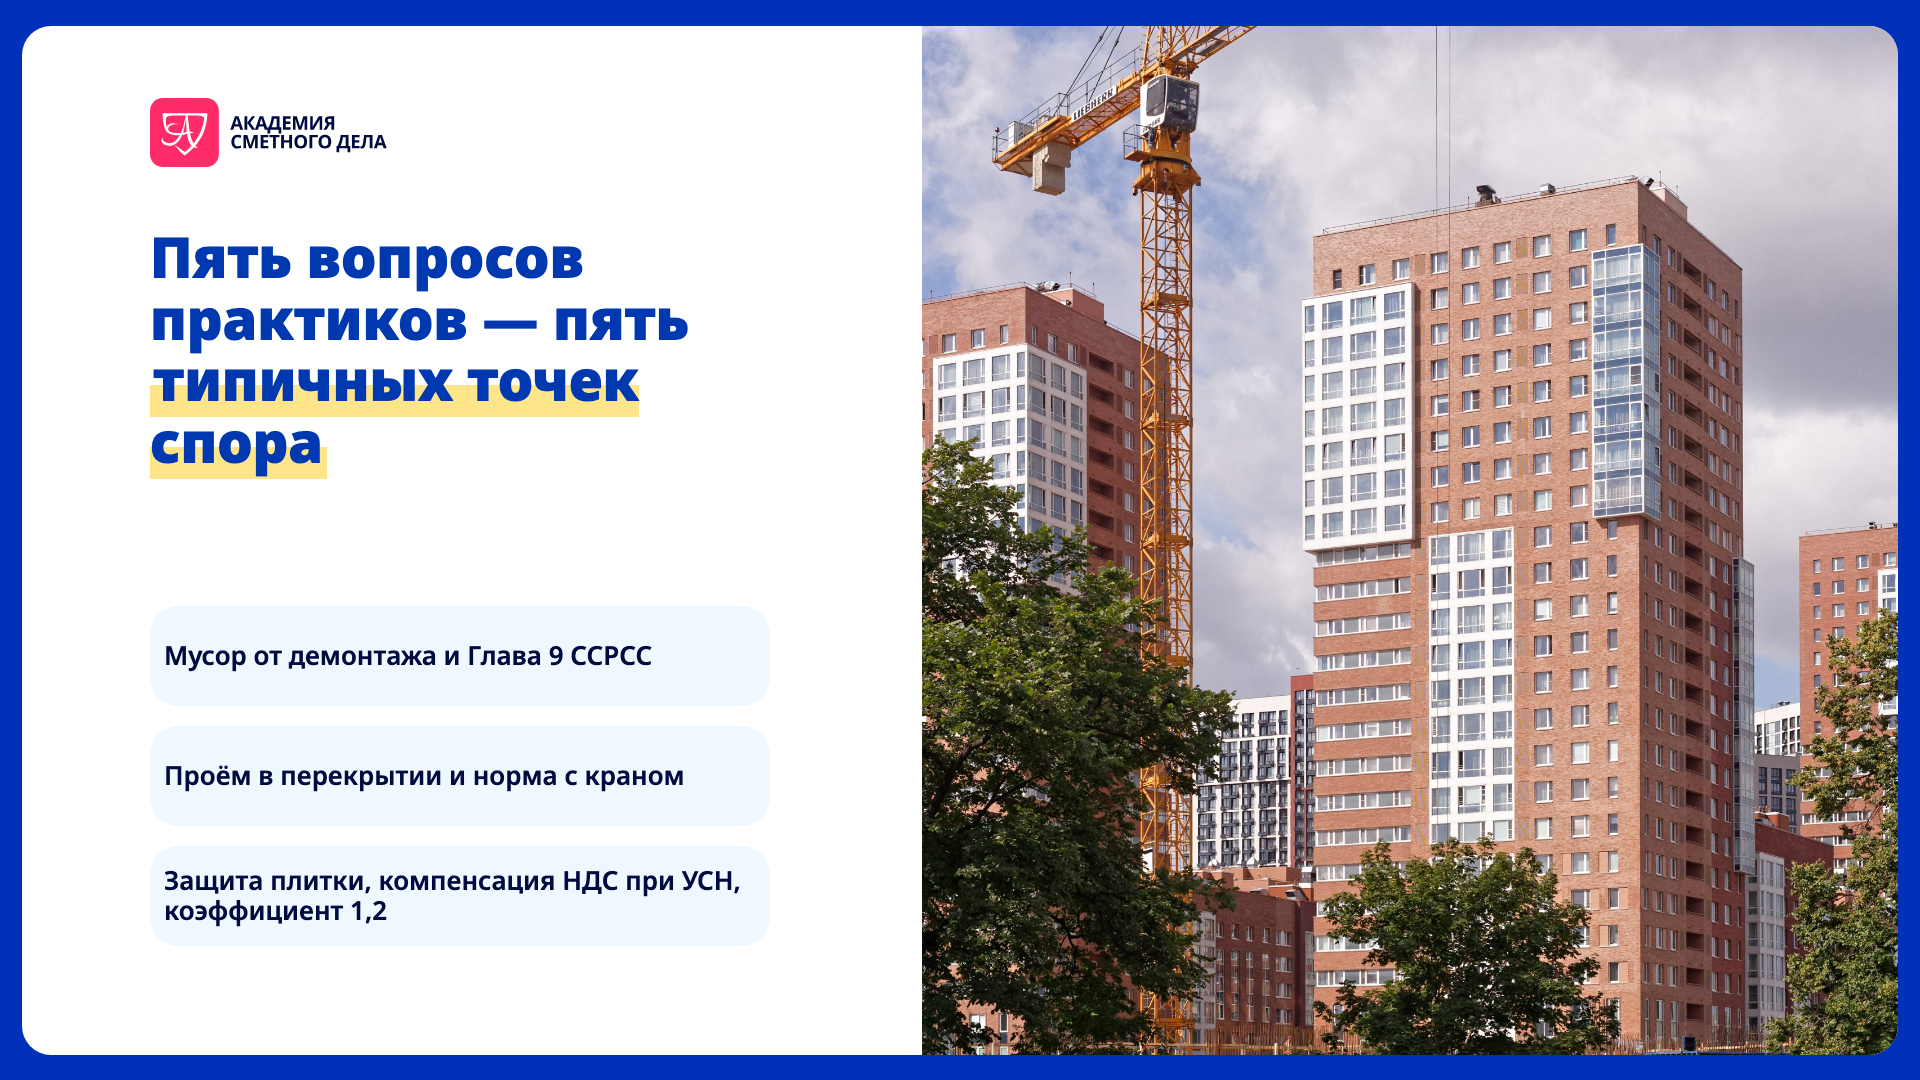 АКАДЕМИЯ
СМЕТНОГО ДЕЛА
Пять вопросов
практиков — пять
типичных точек
спора
Мусор от демонтажа и Глава 9 ССРСС
Проём в перекрытии и норма с краном
Защита плитки, компенсация НДС при УСН,
коэффициент 1,2
LIEBHERR